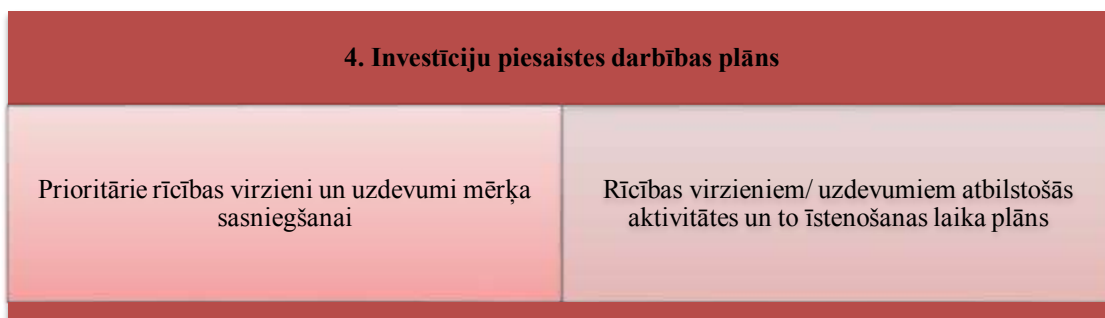 4. Investīciju piesaistes darbības plāns
Prioritārie rīcības virzieni un uzdevumi mērķa
sasniegšanai
Rīcības virzieniem/ uzdevumiem atbilstošās
aktivitātes un to īstenošanas laika plāns